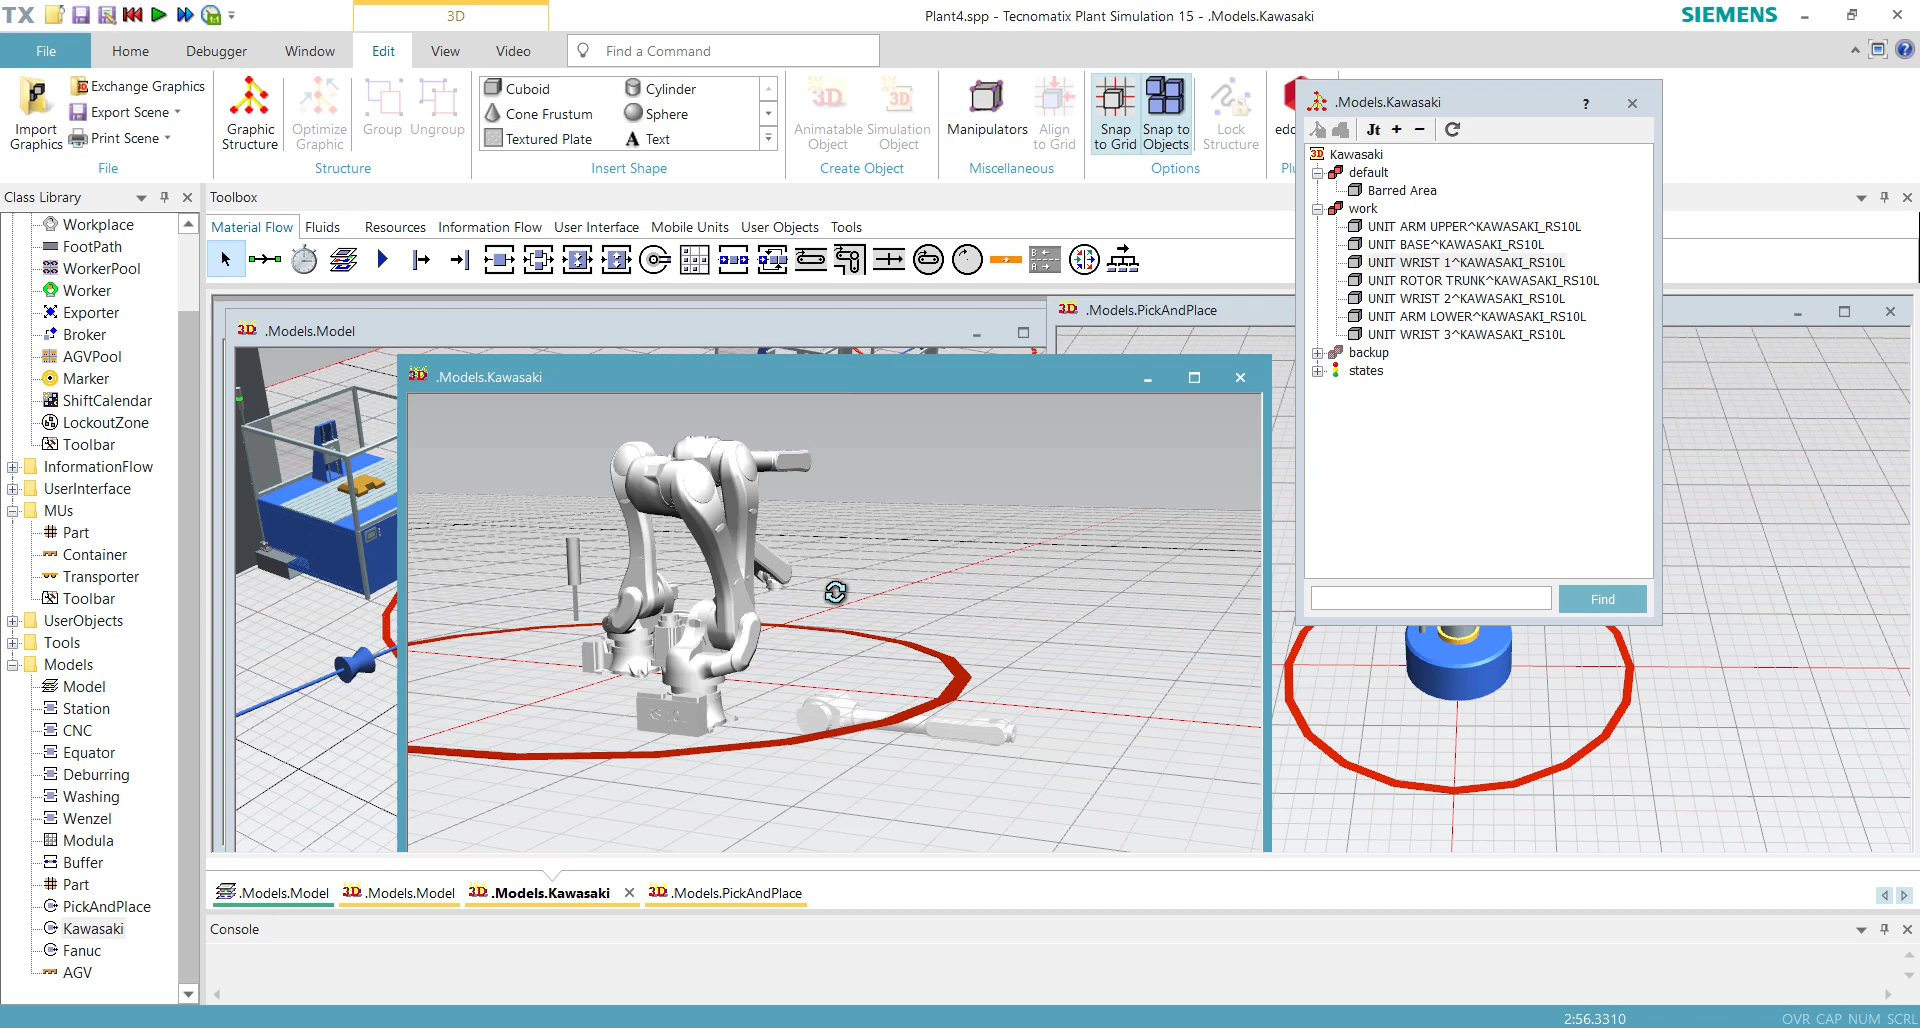 TX
3D
Plant4.spp - Tecnomatix Plant Simulation 15 - .Models.Kawasaki
SIEMENS
File
Home
Debugger
Window
Edit
View
Video
Find a Command
Import Graphics
Exchange Graphics
Export Scene
Print Scene
File
Graphic Structure
Optimize Graphic
Group
Ungroup
Structure
Cuboid
Cylinder
Cone Frustum
Sphere
Textured Plate
Text
Insert Shape
Animatable Object
Simulation Object
Create Object
Manipulators
Align to Grid
Miscellaneous
Snap to Grid
Snap to Objects
Lock Structure
Options
Class Library
Workplace
FootPath
WorkerPool
Worker
Exporter
Broker
AGVPool
Marker
ShiftCalendar
LockoutZone
Toolbar
InformationFlow
UserInterface
MUs
Part
Container
Transporter
Toolbar
UserObjects
Tools
Models
Model
Station
CNC
Equator
Deburring
Washing
Wenzel
Modula
Buffer
Part
PickAndPlace
Kawasaki
Fanuc
AGV
Toolbox
Material Flow
Fluids
Resources
Information Flow
User Interface
Mobile Units
User Objects
Tools
3D .Models.Model
3D .Models.PickAndPlace
3D .Models.Kawasaki
.Models.Kawasaki
?
Jt + −
3D Kawasaki
default
Barred Area
work
UNIT ARM UPPER^KAWASAKI_RS10L
UNIT BASE^KAWASAKI_RS10L
UNIT WRIST 1^KAWASAKI_RS10L
UNIT ROTOR TRUNK^KAWASAKI_RS10L
UNIT WRIST 2^KAWASAKI_RS10L
UNIT ARM LOWER^KAWASAKI_RS10L
UNIT WRIST 3^KAWASAKI_RS10L
backup
states
Find
.Models.Model
3D .Models.Model
3D .Models.Kawasaki
3D .Models.PickAndPlace
Console
2:56.3310
OVR CAP NUM SCRL